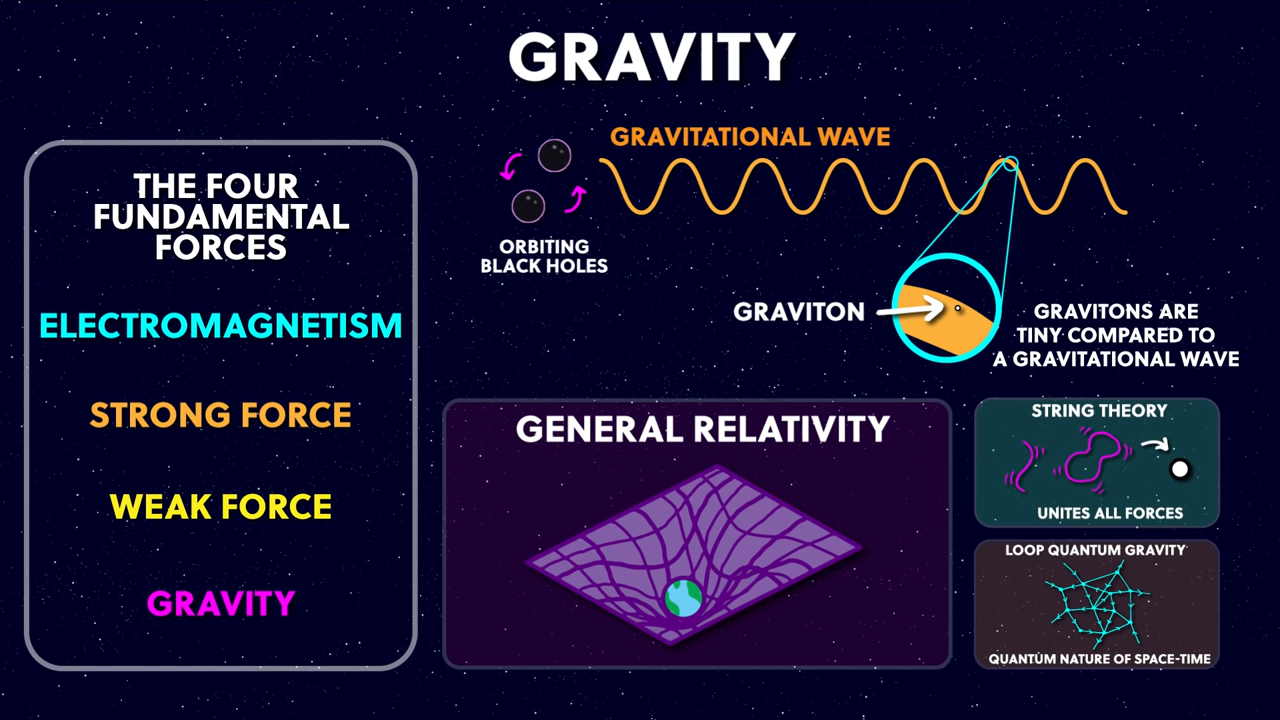 GRAVITY
THE FOUR
FUNDAMENTAL
FORCES
ELECTROMAGNETISM
STRONG FORCE
WEAK FORCE
GRAVITY
GRAVITATIONAL WAVE
ORBITING
BLACK HOLES
GRAVITON
GRAVITONS ARE
TINY COMPARED TO
A GRAVITATIONAL WAVE
GENERAL RELATIVITY
STRING THEORY
UNITES ALL FORCES
LOOP QUANTUM GRAVITY
QUANTUM NATURE OF SPACE-TIME